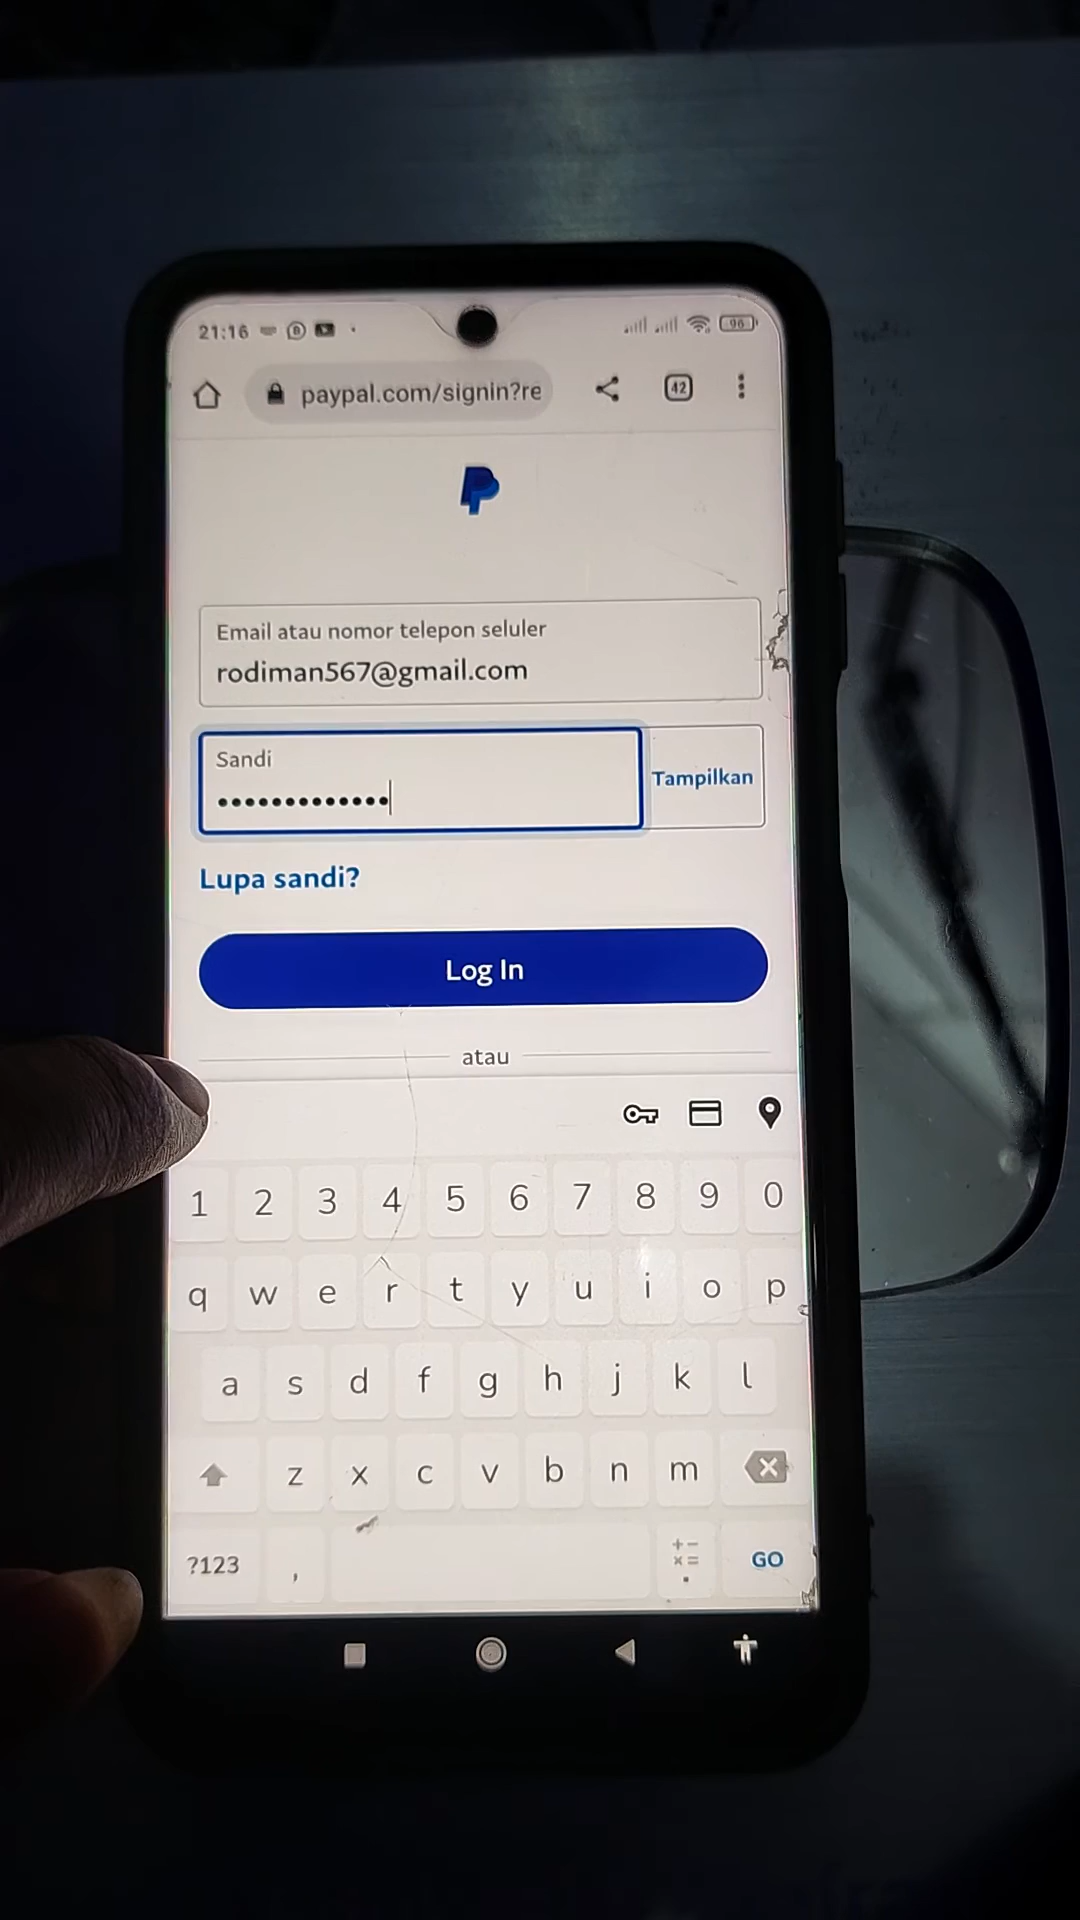 21:16
96
paypal.com/signin?re
42
Email atau nomor telepon seluler
rodiman567@gmail.com
Sandi
•••••••••••••
Tampilkan
Lupa sandi?
Log In
atau
1 2 3 4 5 6 7 8 9 0
q w e r t y u i o p
a s d f g h j k l
z x c v b n m
?123 , + − × = . GO